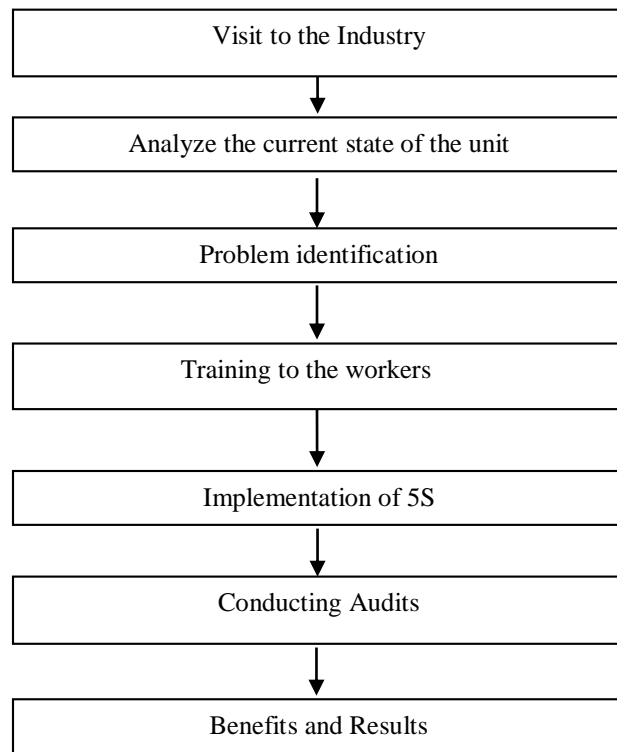 Visit to the Industry
Analyze the current state of the unit
Problem identification
Training to the workers
Implementation of 5S
Conducting Audits
Benefits and Results